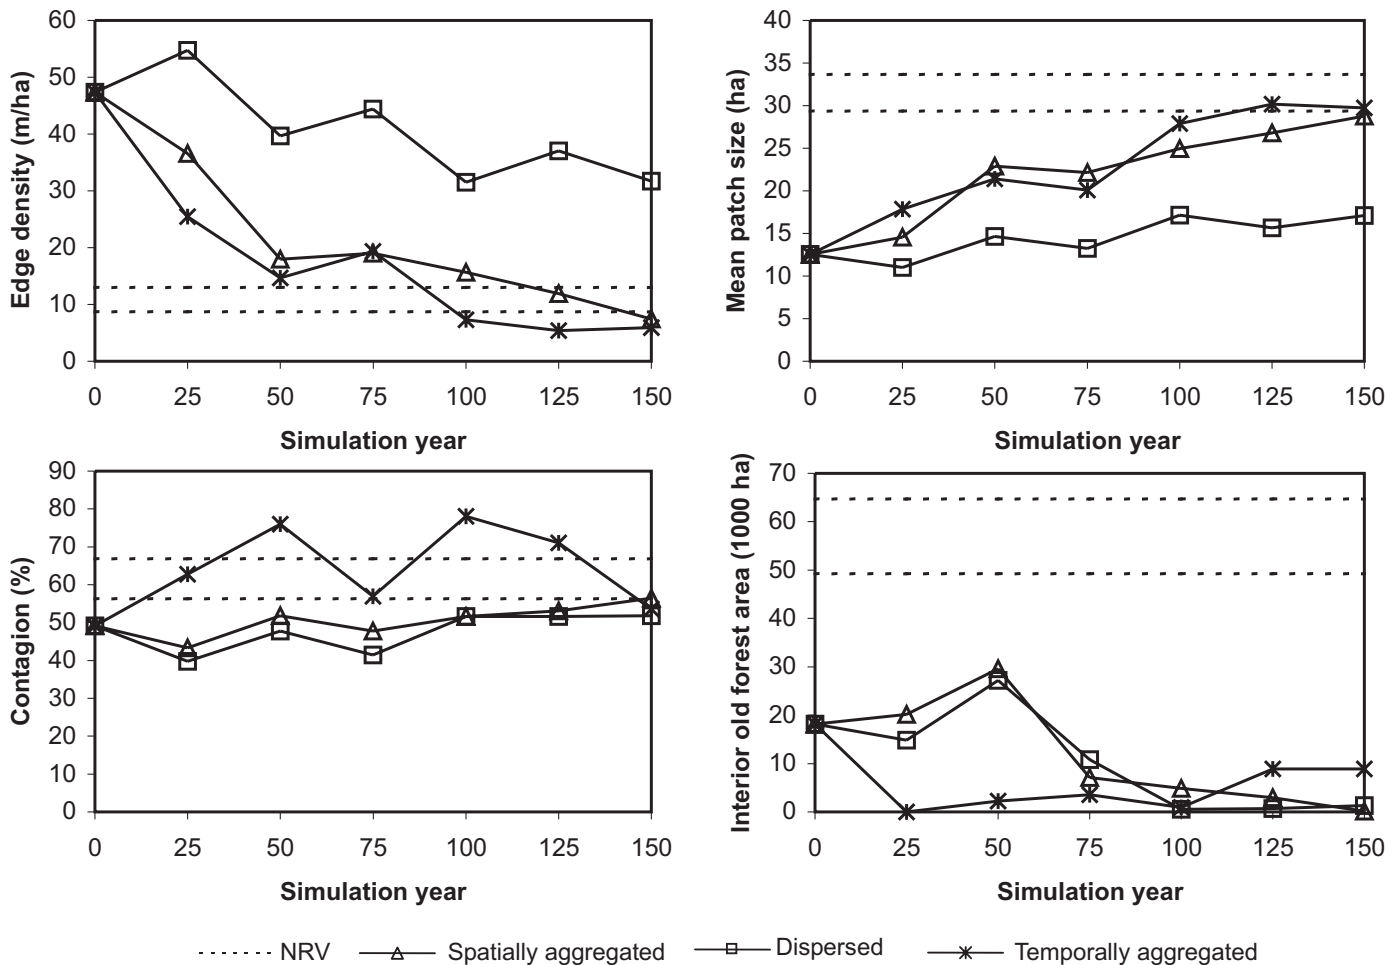 Edge density (m/ha)
60
50
40
30
20
10
0
0 25 50 75 100 125 150
Simulation year
Mean patch size (ha)
40
35
30
25
20
15
10
5
0
0 25 50 75 100 125 150
Simulation year
Contagion (%)
90
80
70
60
50
40
30
20
10
0
0 25 50 75 100 125 150
Simulation year
Interior old forest area (1000 ha)
70
60
50
40
30
20
10
0
0 25 50 75 100 125 150
Simulation year
NRV Spatially aggregated Dispersed Temporally aggregated